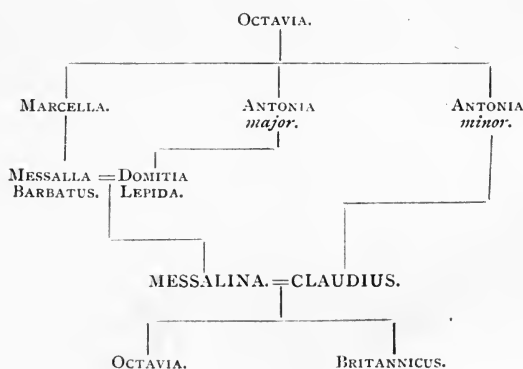 OCTAVIA.
MARCELLA. ANTONIA ANTONIA
major. minor.
MESSALLA = DOMITIA
BARBATUS. LEPIDA.
MESSALINA. = CLAUDIUS.
OCTAVIA. BRITANNICUS.